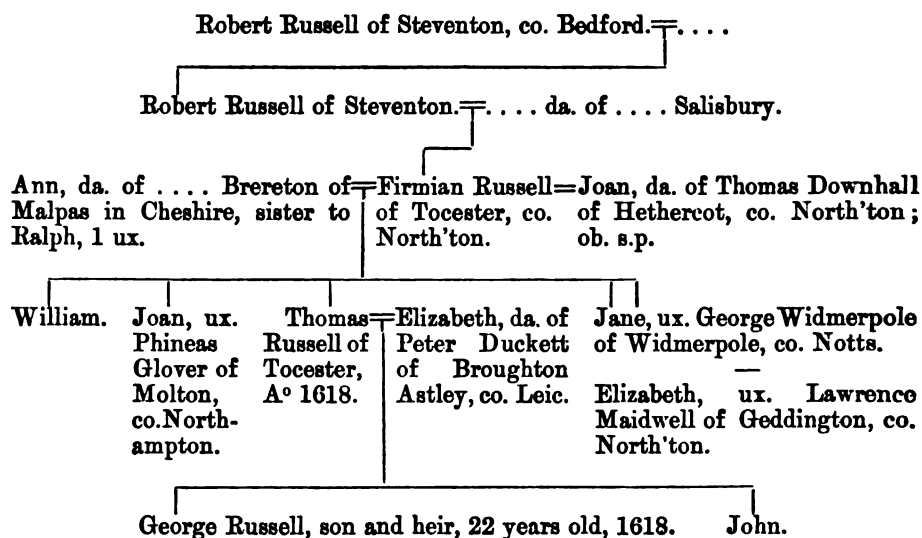 Robert Russell of Steventon, co. Bedford.=. . . .
Robert Russell of Steventon.=. . . . da. of . . . . Salisbury.
Ann, da. of . . . . Brereton of
Malpas in Cheshire, sister to
Ralph, 1 ux.
=Firmian Russell=
of Tocester, co.
North'ton.
Joan, da. of Thomas Downhall
of Hethercot, co. North'ton ;
ob. s.p.
William.
Joan, ux.
Phineas
Glover of
Molton,
co.North-
ampton.
Thomas=
Russell of
Tocester,
Aº 1618.
Elizabeth, da. of
Peter Duckett
of Broughton
Astley, co. Leic.
Jane, ux. George Widmerpole
of Widmerpole, co. Notts.
—
Elizabeth, ux. Lawrence
Maidwell of Geddington, co.
North'ton.
George Russell, son and heir, 22 years old, 1618.
John.